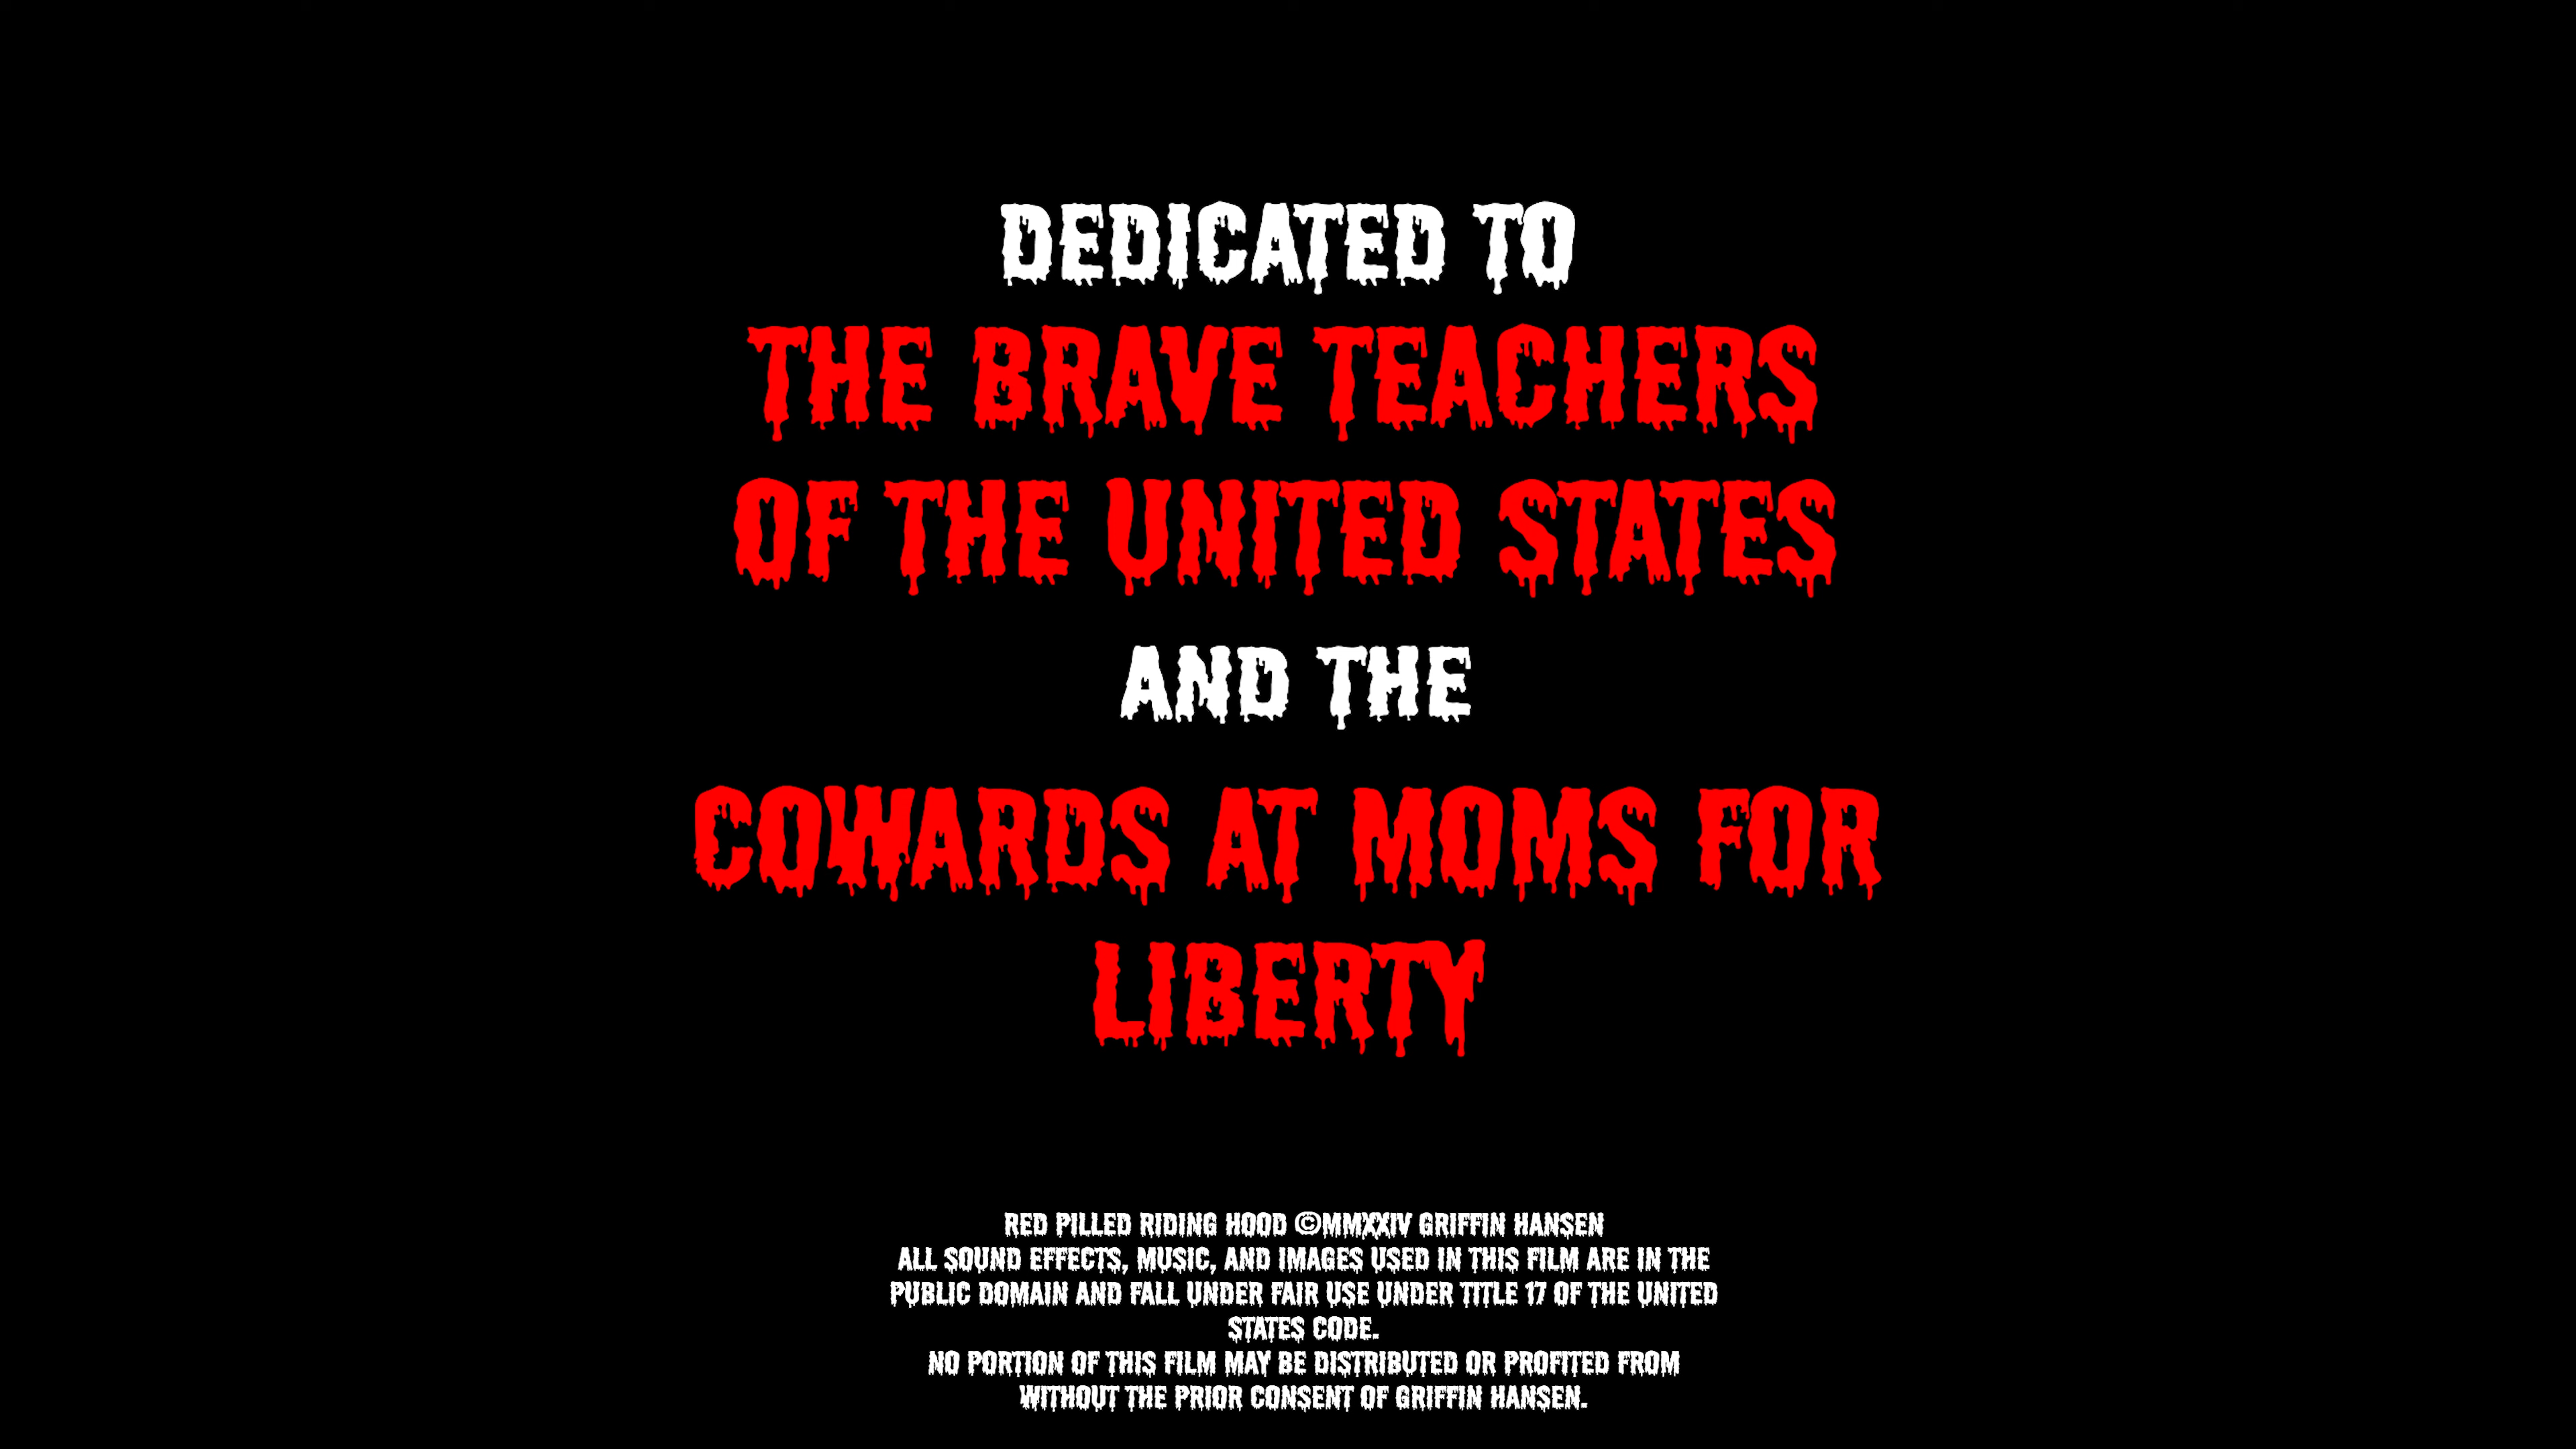 DEDICATED TO
THE BRAVE TEACHERS
OF THE UNITED STATES
AND THE
COWARDS AT MOMS FOR
LIBERTY
RED PILLED RIDING HOOD ©MMXXIV GRIFFIN HANSEN
ALL SOUND EFFECTS, MUSIC, AND IMAGES USED IN THIS FILM ARE IN THE
PUBLIC DOMAIN AND FALL UNDER FAIR USE UNDER TITLE 17 OF THE UNITED
STATES CODE.
NO PORTION OF THIS FILM MAY BE DISTRIBUTED OR PROFITED FROM
WITHOUT THE PRIOR CONSENT OF GRIFFIN HANSEN.